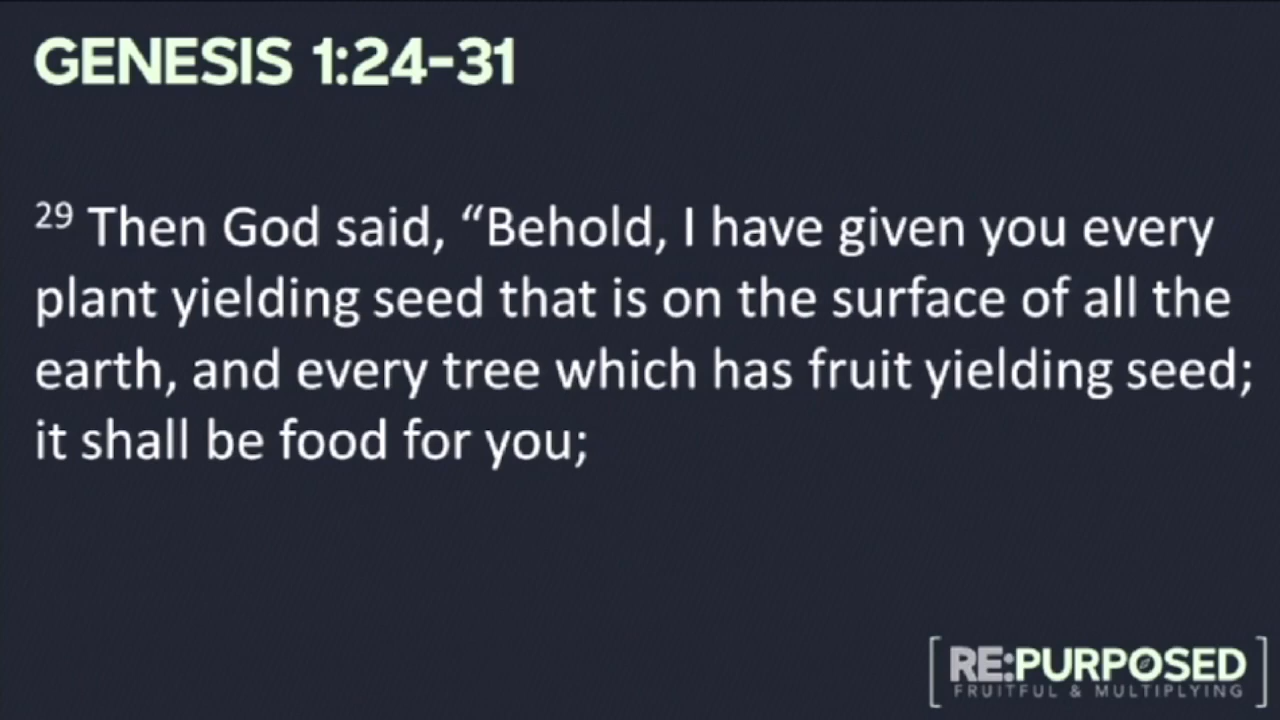 GENESIS 1:24-31
29 Then God said, “Behold, I have given you every
plant yielding seed that is on the surface of all the
earth, and every tree which has fruit yielding seed;
it shall be food for you;
[RE:PURPOSED]
FRUITFUL & MULTIPLYING